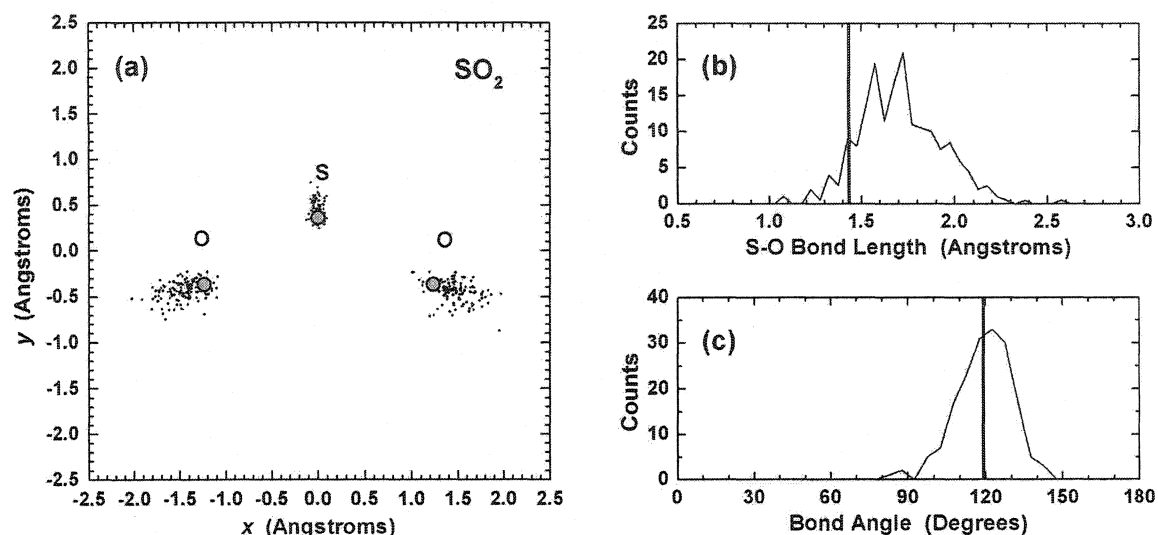 (a)
SO2
S
O
O
2.5
2.0
1.5
1.0
0.5
0.0
-0.5
-1.0
-1.5
-2.0
-2.5
-2.5 -2.0 -1.5 -1.0 -0.5 0.0 0.5 1.0 1.5 2.0 2.5
y (Angstroms)
x (Angstroms)
(b)
25
20
15
10
5
0
0.5 1.0 1.5 2.0 2.5 3.0
Counts
S-O Bond Length (Angstroms)
(c)
40
30
20
10
0
0 30 60 90 120 150 180
Counts
Bond Angle (Degrees)